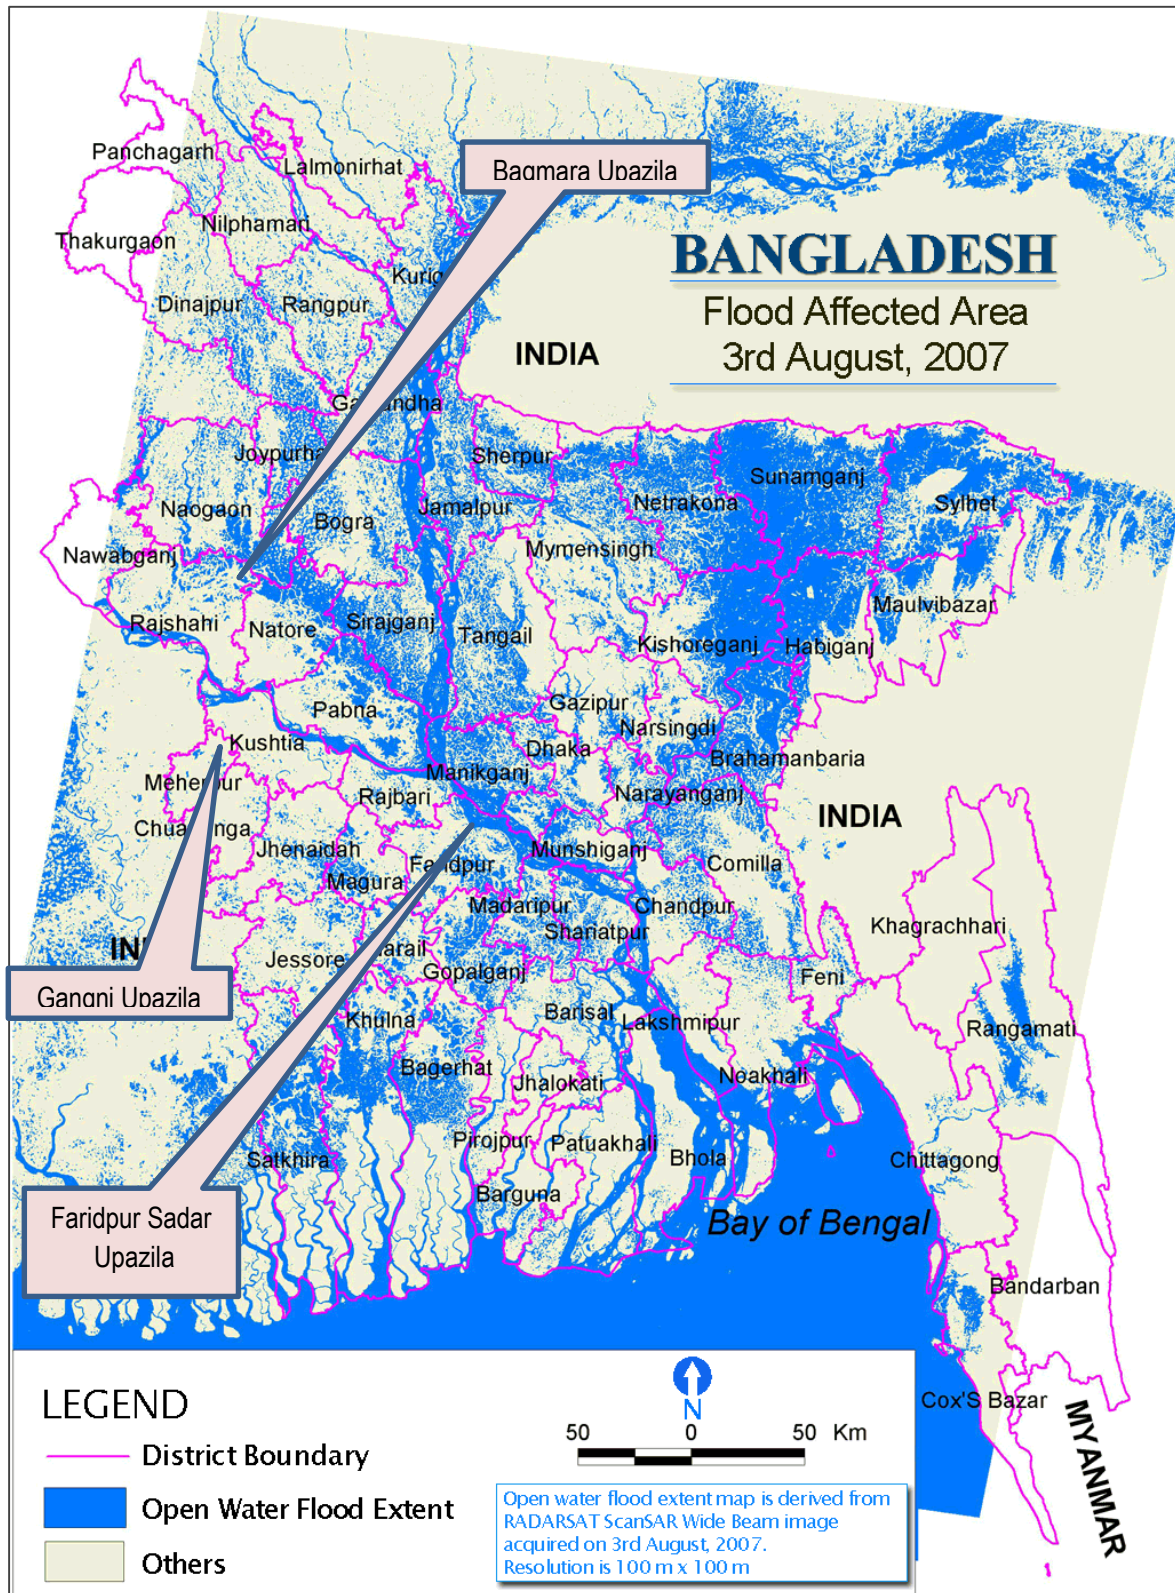 Panchagarh
Lalmonirhat
Bagmara Upazila
Nilphamari
Thakurgaon
BANGLADESH
Flood Affected Area
3rd August, 2007
Dinajpur
Rangpur
INDIA
Joypurha
Sherpur
Sunamganj
Naogaon
Bogra
Jamalpur
Netrakona
Sylhet
Nawabganj
Mymensingh
Rajshahi
Natore
Sirajganj
Tangail
Kishoreganj
Habiganj
Maulvibazar
Pabna
Gazipur
Narsingdi
Kushtia
Dhaka
Brahamanbaria
Meherpur
Manikganj
Rajbari
Narayanganj
INDIA
Jhenaidah
Munshiganj
Comilla
Magura
Faridpur
Madaripur
Chandpur
Shariatpur
Khagrachhari
Jessore
Gopalganj
Feni
Gangni Upazila
Khulna
Barisal
Lakshmipur
Rangamati
Bagerhat
Jhalokati
Noakhali
Pirojpur
Patuakhali
Bhola
Chittagong
Satkhira
Barguna
Faridpur Sadar
Upazila
Bay of Bengal
Bandarban
Cox'S Bazar
MYANMAR
LEGEND
District Boundary
Open Water Flood Extent
Others
N
50 0 50 Km
Open water flood extent map is derived from
RADARSAT ScanSAR Wide Beam image
acquired on 3rd August, 2007.
Resolution is 100 m x 100 m